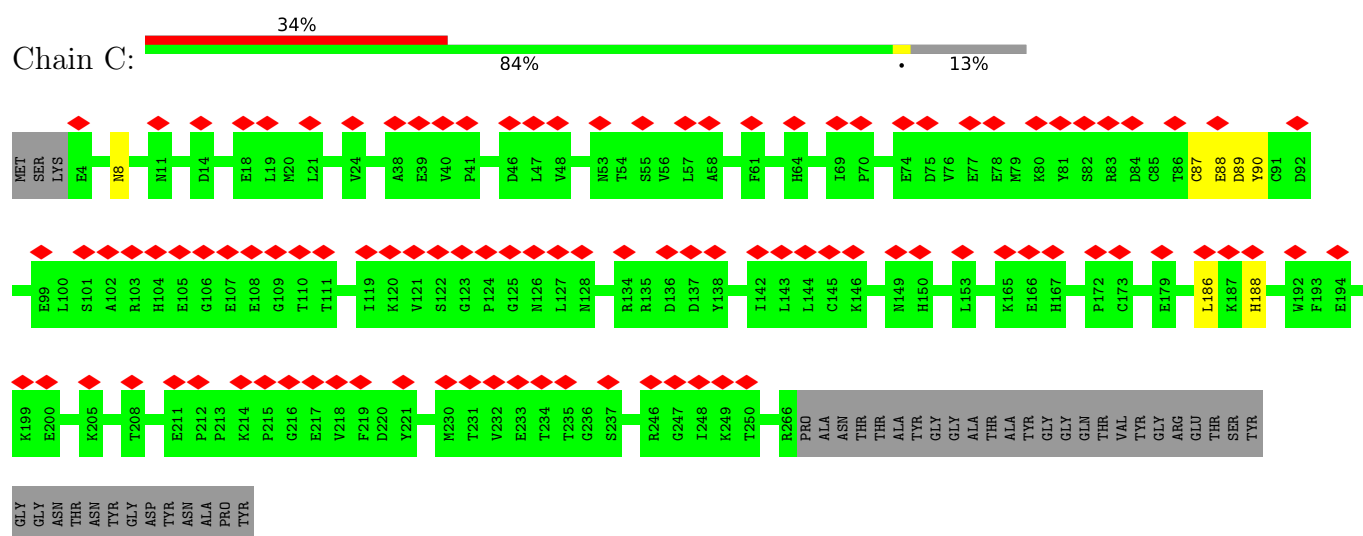 34%
Chain C:
84% • 13%
MET SER LYS E4 N8 N11 D14 E18 L19 M20 L21 V24 A38 E39 V40 P41 D46 L47 V48 N53 T54 S55 V56 L57 A58 F61 H64 I69 P70 E74 D75 V76 E77 E78 M79 K80 Y81 S82 R83 D84 C85 T86 C87 E88 D89 Y90 C91 D92
E99 L100 S101 A102 R103 H104 E105 G106 E107 E108 G109 T110 T111 I119 K120 V121 S122 G123 P124 G125 N126 L127 N128 R134 R135 D136 D137 Y138 I142 L143 L144 C145 K146 N149 H150 L153 K165 E166 H167 P172 C173 E179 L186 K187 H188 W192 F193 E194
K199 E200 K205 T208 E211 P212 P213 K214 P215 G216 E217 V218 F219 D220 Y221 M230 T231 V232 E233 T234 T235 G236 S237 R246 G247 I248 K249 T250 R266 PRO ALA ASN THR THR ALA TYR GLY GLY ALA THR ALA TYR GLY GLY GLN THR VAL TYR GLY ARG GLU THR SER TYR
GLY GLY ASN THR ASN TYR GLY ASP TYR ASN ALA PRO TYR